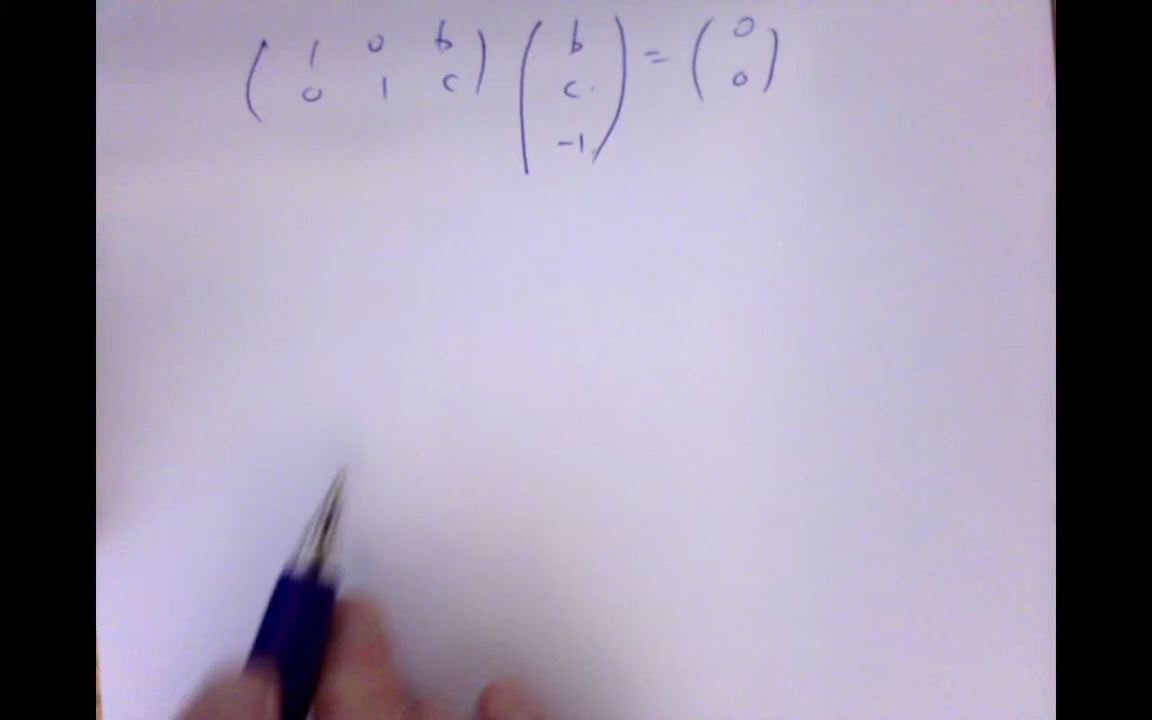 ( 1 0 b ) ( b ) = ( 0 )
( 0 1 c ) ( c ) ( 0 )
( -1 )